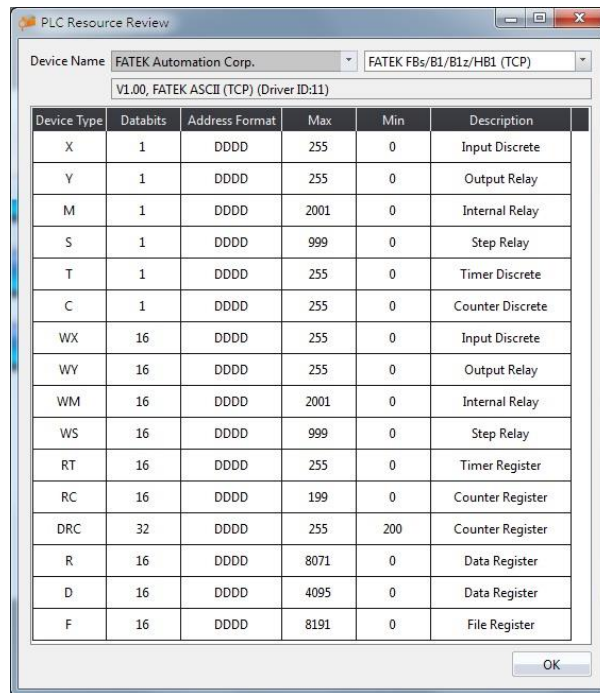 PLC Resource Review
Device Name FATEK Automation Corp. FATEK FBs/B1/B1z/HB1 (TCP)
V1.00, FATEK ASCII (TCP) (Driver ID:11)
Device Type Databits Address Format Max Min Description
X 1 DDDD 255 0 Input Discrete
Y 1 DDDD 255 0 Output Relay
M 1 DDDD 2001 0 Internal Relay
S 1 DDDD 999 0 Step Relay
T 1 DDDD 255 0 Timer Discrete
C 1 DDDD 255 0 Counter Discrete
WX 16 DDDD 255 0 Input Discrete
WY 16 DDDD 255 0 Output Relay
WM 16 DDDD 2001 0 Internal Relay
WS 16 DDDD 999 0 Step Relay
RT 16 DDDD 255 0 Timer Register
RC 16 DDDD 199 0 Counter Register
DRC 32 DDDD 255 200 Counter Register
R 16 DDDD 8071 0 Data Register
D 16 DDDD 4095 0 Data Register
F 16 DDDD 8191 0 File Register
OK